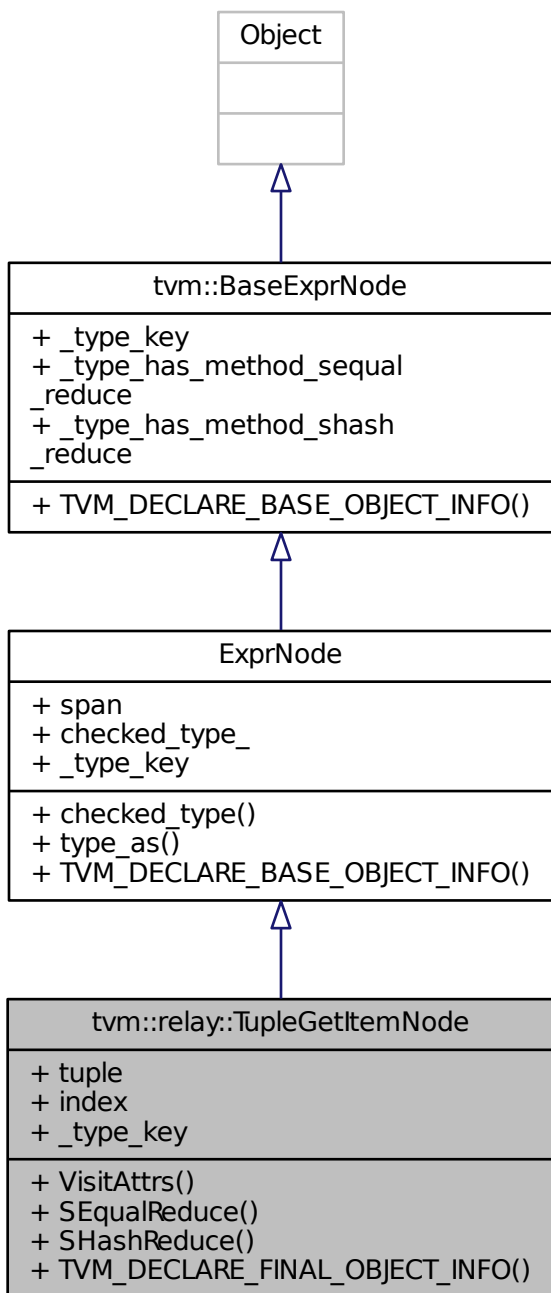 Object
tvm::BaseExprNode
+ _type_key
+ _type_has_method_sequal
_reduce
+ _type_has_method_shash
_reduce
+ TVM_DECLARE_BASE_OBJECT_INFO()
ExprNode
+ span
+ checked_type_
+ _type_key
+ checked_type()
+ type_as()
+ TVM_DECLARE_BASE_OBJECT_INFO()
tvm::relay::TupleGetItemNode
+ tuple
+ index
+ _type_key
+ VisitAttrs()
+ SEqualReduce()
+ SHashReduce()
+ TVM_DECLARE_FINAL_OBJECT_INFO()